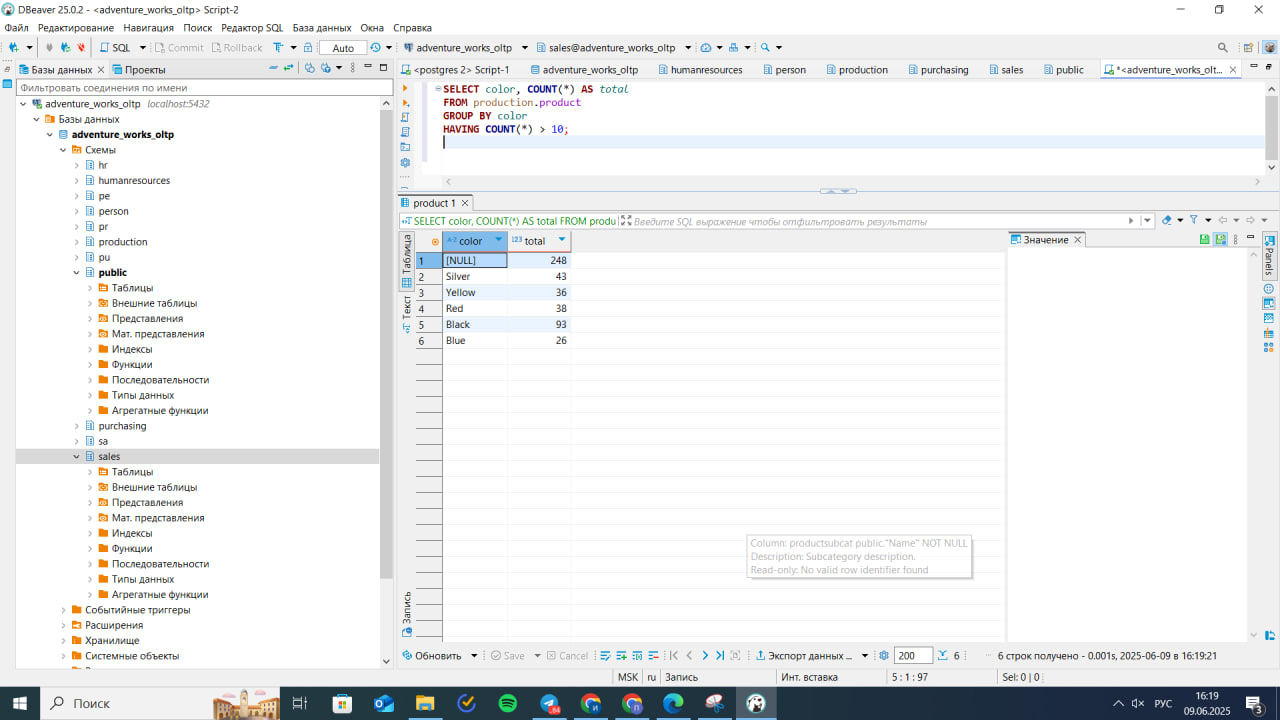 DBeaver 25.0.2 - <adventure_works_oltp> Script-2
Файл Редактирование Навигация Поиск Редактор SQL База данных Окна Справка
SQL Commit Rollback Auto adventure_works_oltp sales@adventure_works_oltp
Базы данных Проекты
<postgres 2> Script-1 adventure_works_oltp humanresources person production purchasing sales public *<adventure_works_olt...
Фильтровать соединения по имени
adventure_works_oltp localhost:5432
Базы данных
adventure_works_oltp
Схемы
hr
humanresources
pe
person
pr
production
pu
public
Таблицы
Внешние таблицы
Представления
Мат. представления
Индексы
Функции
Последовательности
Типы данных
Агрегатные функции
purchasing
sa
sales
Таблицы
Внешние таблицы
Представления
Мат. представления
Индексы
Функции
Последовательности
Типы данных
Агрегатные функции
Событийные триггеры
Расширения
Хранилище
Системные объекты
SELECT color, COUNT(*) AS total
FROM production.product
GROUP BY color
HAVING COUNT(*) > 10;
product 1
SELECT color, COUNT(*) AS total FROM produ Введите SQL выражение чтобы отфильтровать результаты
Таблица
Текст
Запись
A-Z color 123 total
1 [NULL] 248
2 Silver 43
3 Yellow 36
4 Red 38
5 Black 93
6 Blue 26
Значение
Panels
Column: productsubcat public."Name" NOT NULL
Description: Subcategory description.
Read-only: No valid row identifier found
Обновить Save Cancel Экспорт данных ... 200 6 6 строк получено - 0.001s, 2025-06-09 в 16:19:21
MSK ru Запись Инт. вставка 5 : 1 : 97 Sel: 0 | 0
Поиск
84
РУС
16:19
09.06.2025
3